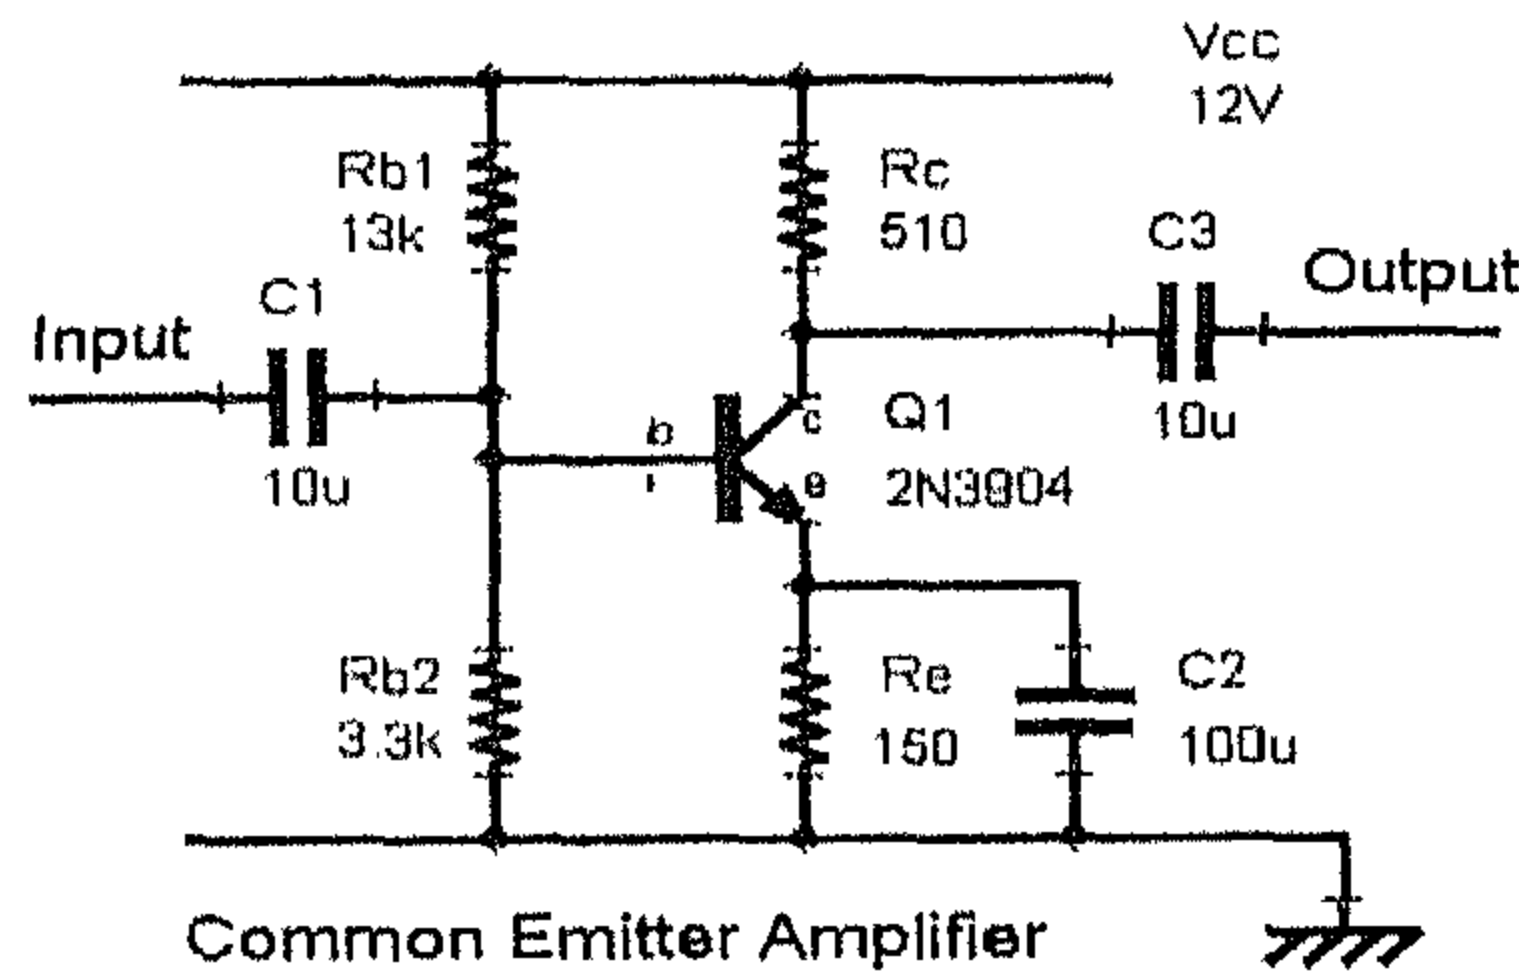 Vcc
12V
Rb1
13k
Rc
510
C3
Output
C1
Input
10u
10u
b
c
e
Q1
2N3904
Rb2
3.3k
Re
150
C2
100u
Common Emitter Amplifier